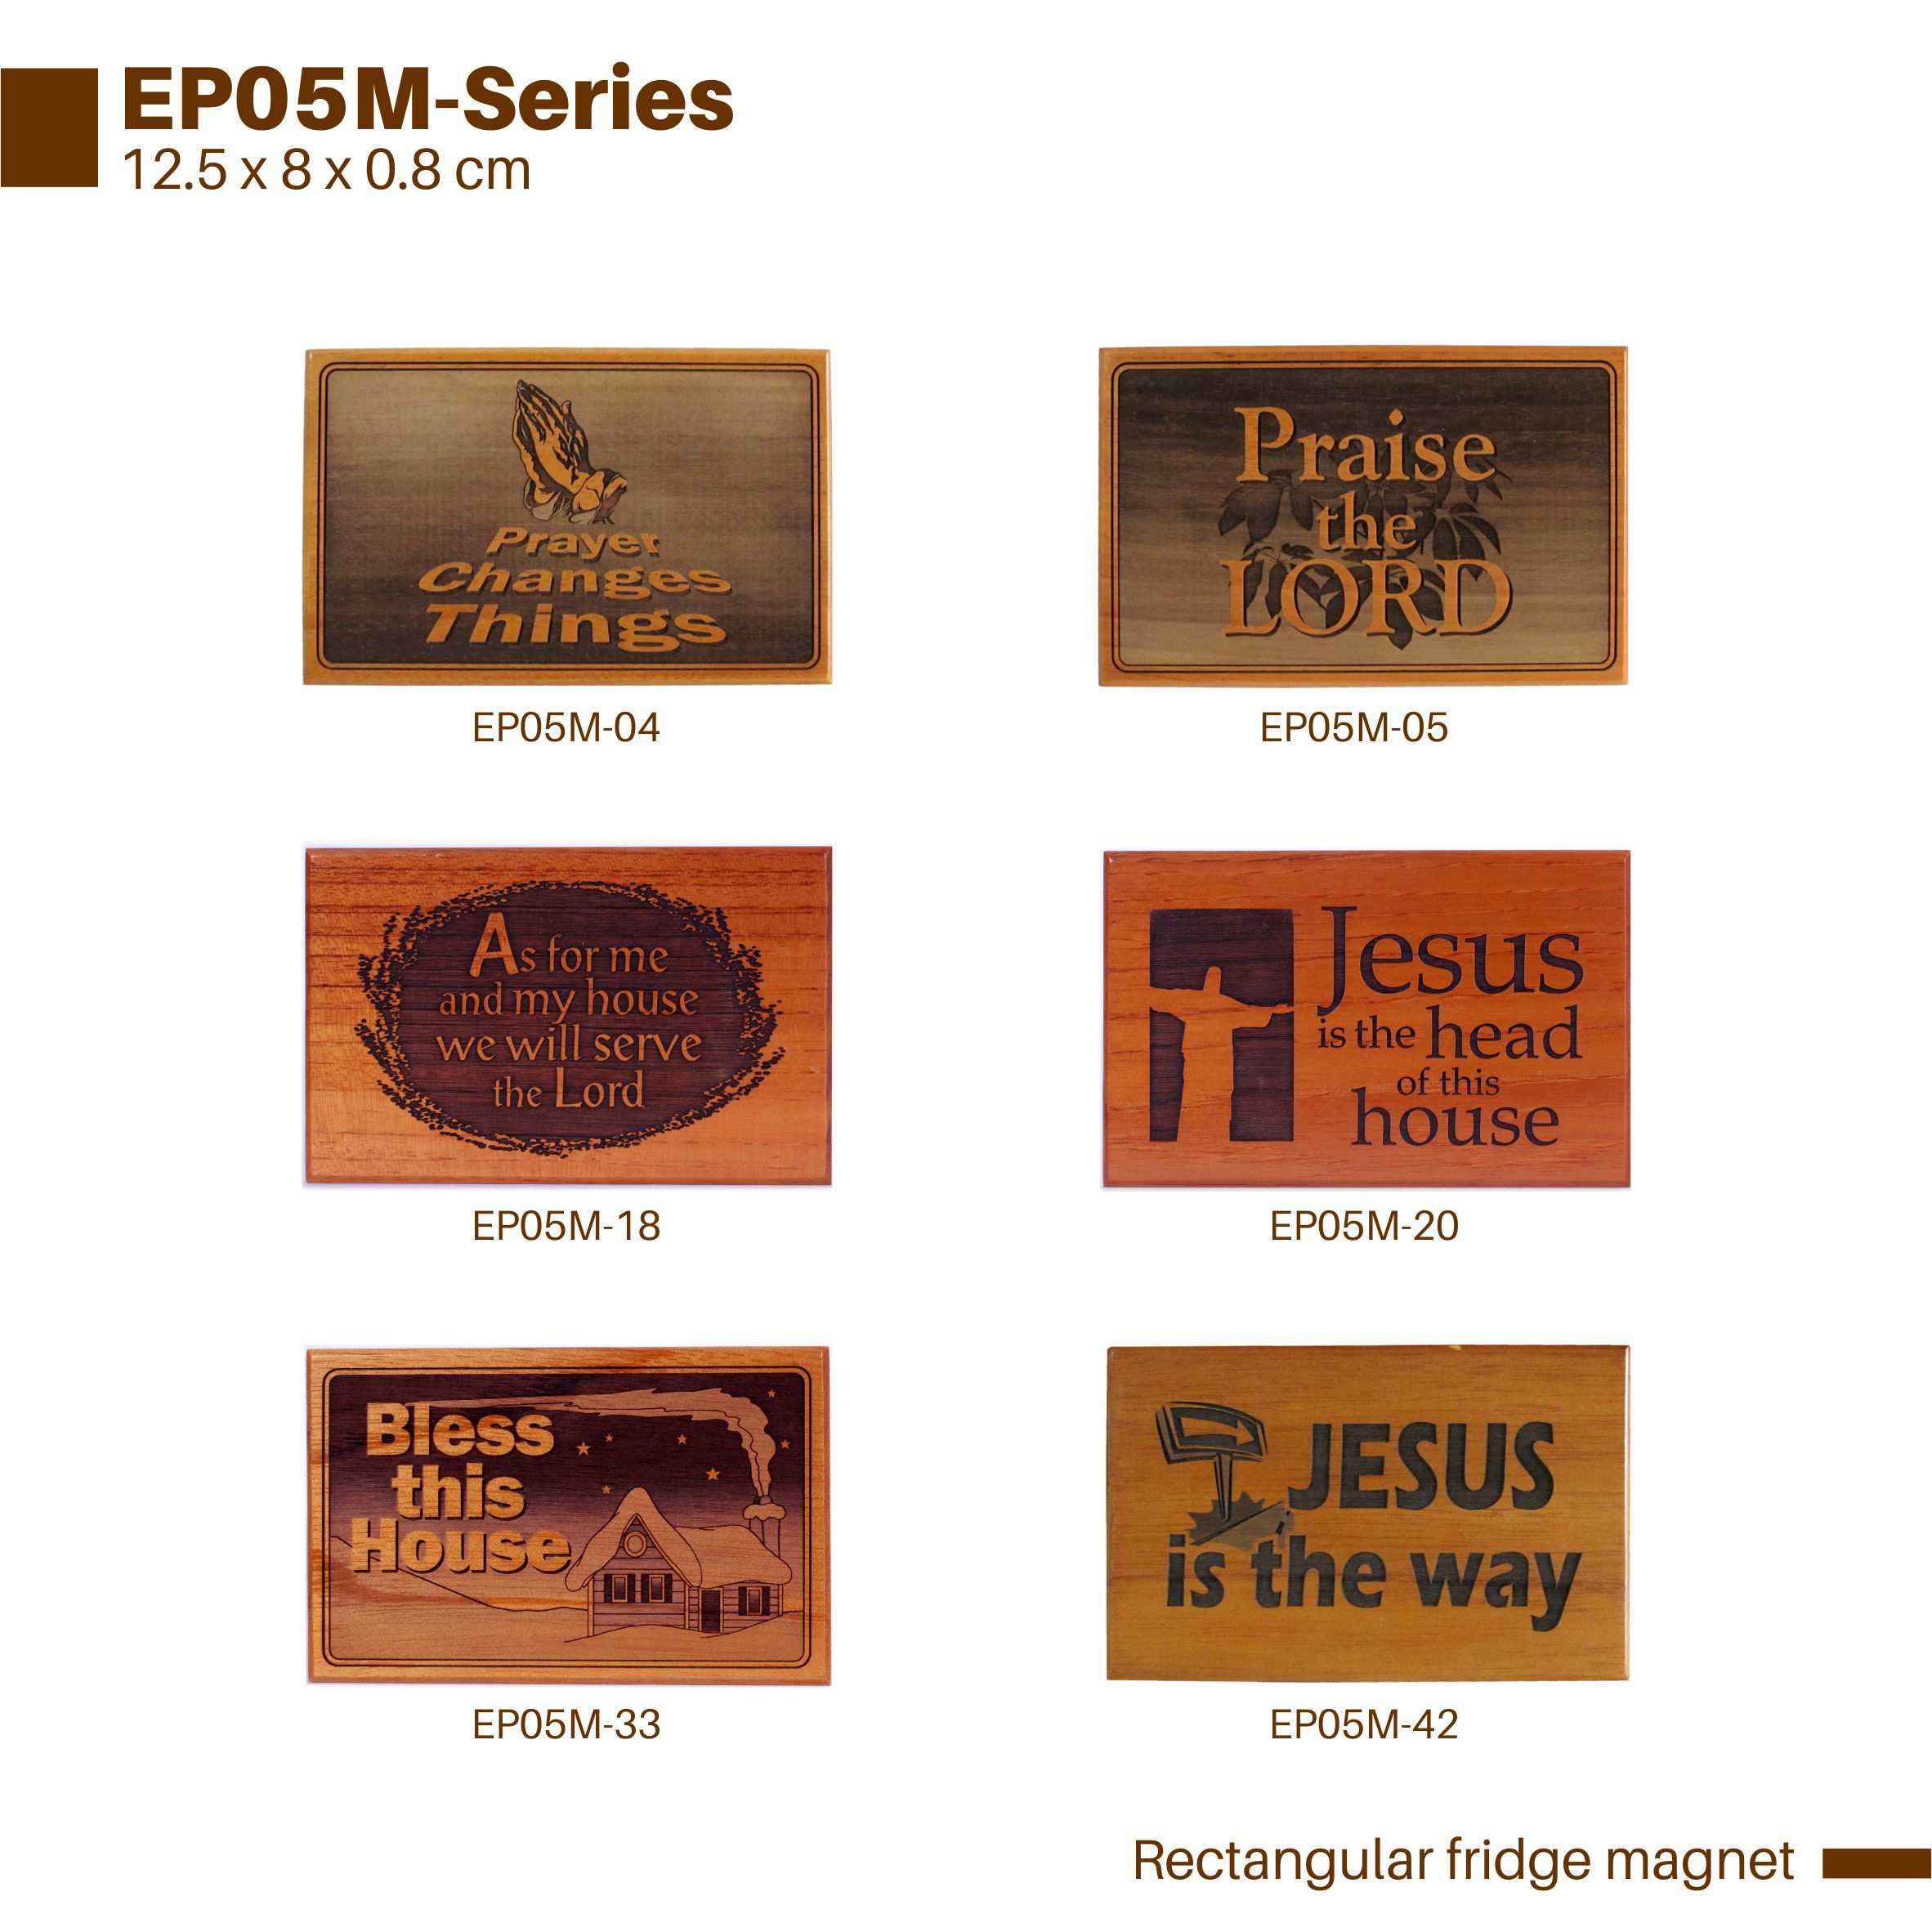 EP05M-Series
12.5 x 8 x 0.8 cm
Prayer
Changes
Things
EP05M-04
Praise
the
LORD
EP05M-05
As for me
and my house
we will serve
the Lord
EP05M-18
Jesus
is the head
of this
house
EP05M-20
Bless
this
House
EP05M-33
JESUS
is the way
EP05M-42
Rectangular fridge magnet